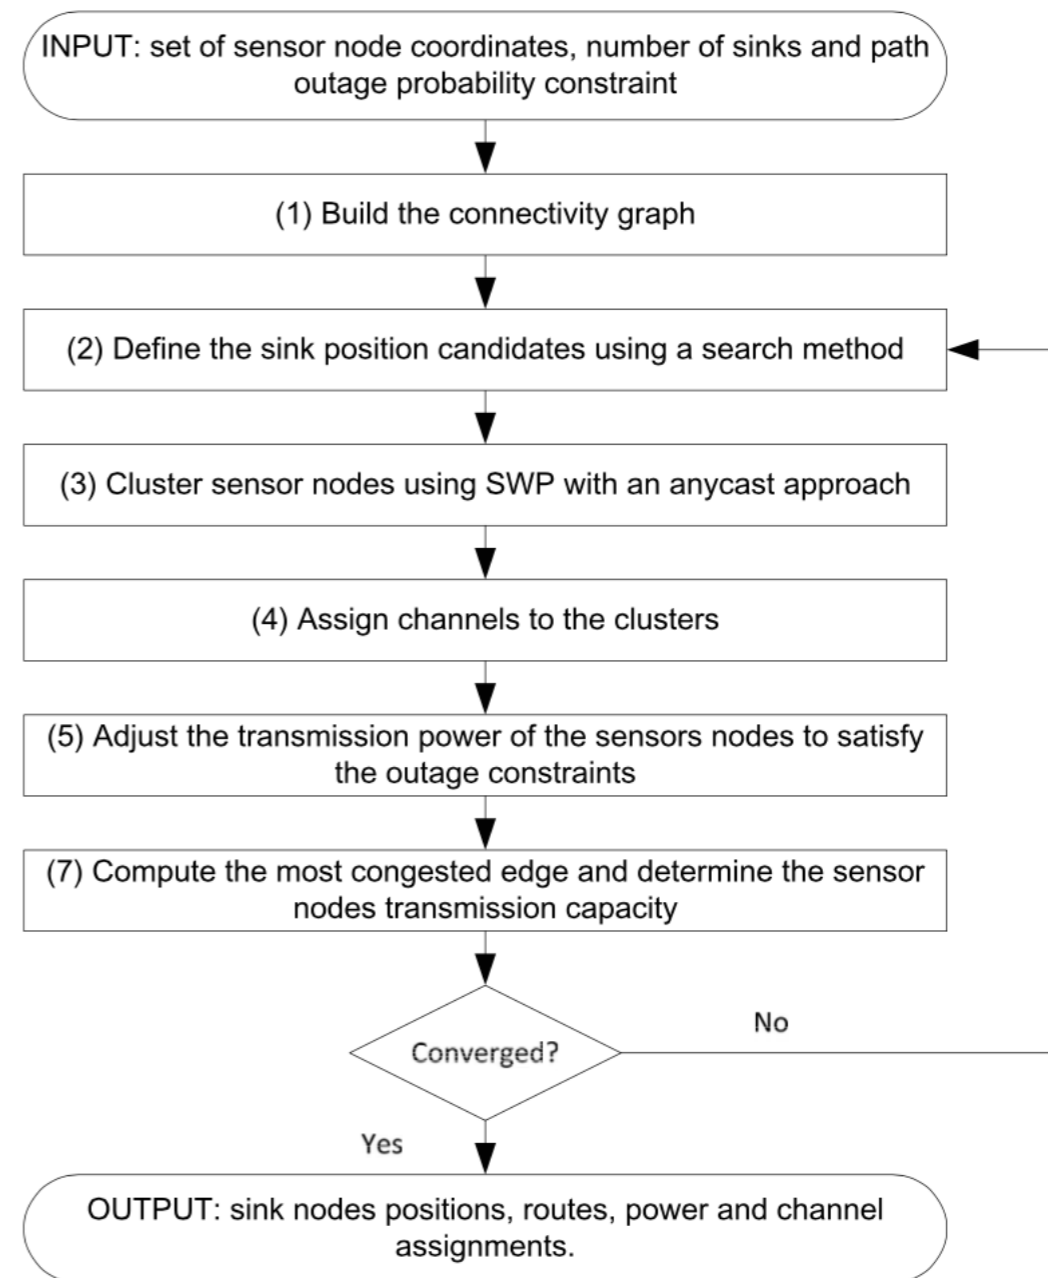 INPUT: set of sensor node coordinates, number of sinks and path
outage probability constraint
(1) Build the connectivity graph
(2) Define the sink position candidates using a search method
(3) Cluster sensor nodes using SWP with an anycast approach
(4) Assign channels to the clusters
(5) Adjust the transmission power of the sensors nodes to satisfy
the outage constraints
(7) Compute the most congested edge and determine the sensor
nodes transmission capacity
No
Converged?
Yes
OUTPUT: sink nodes positions, routes, power and channel
assignments.